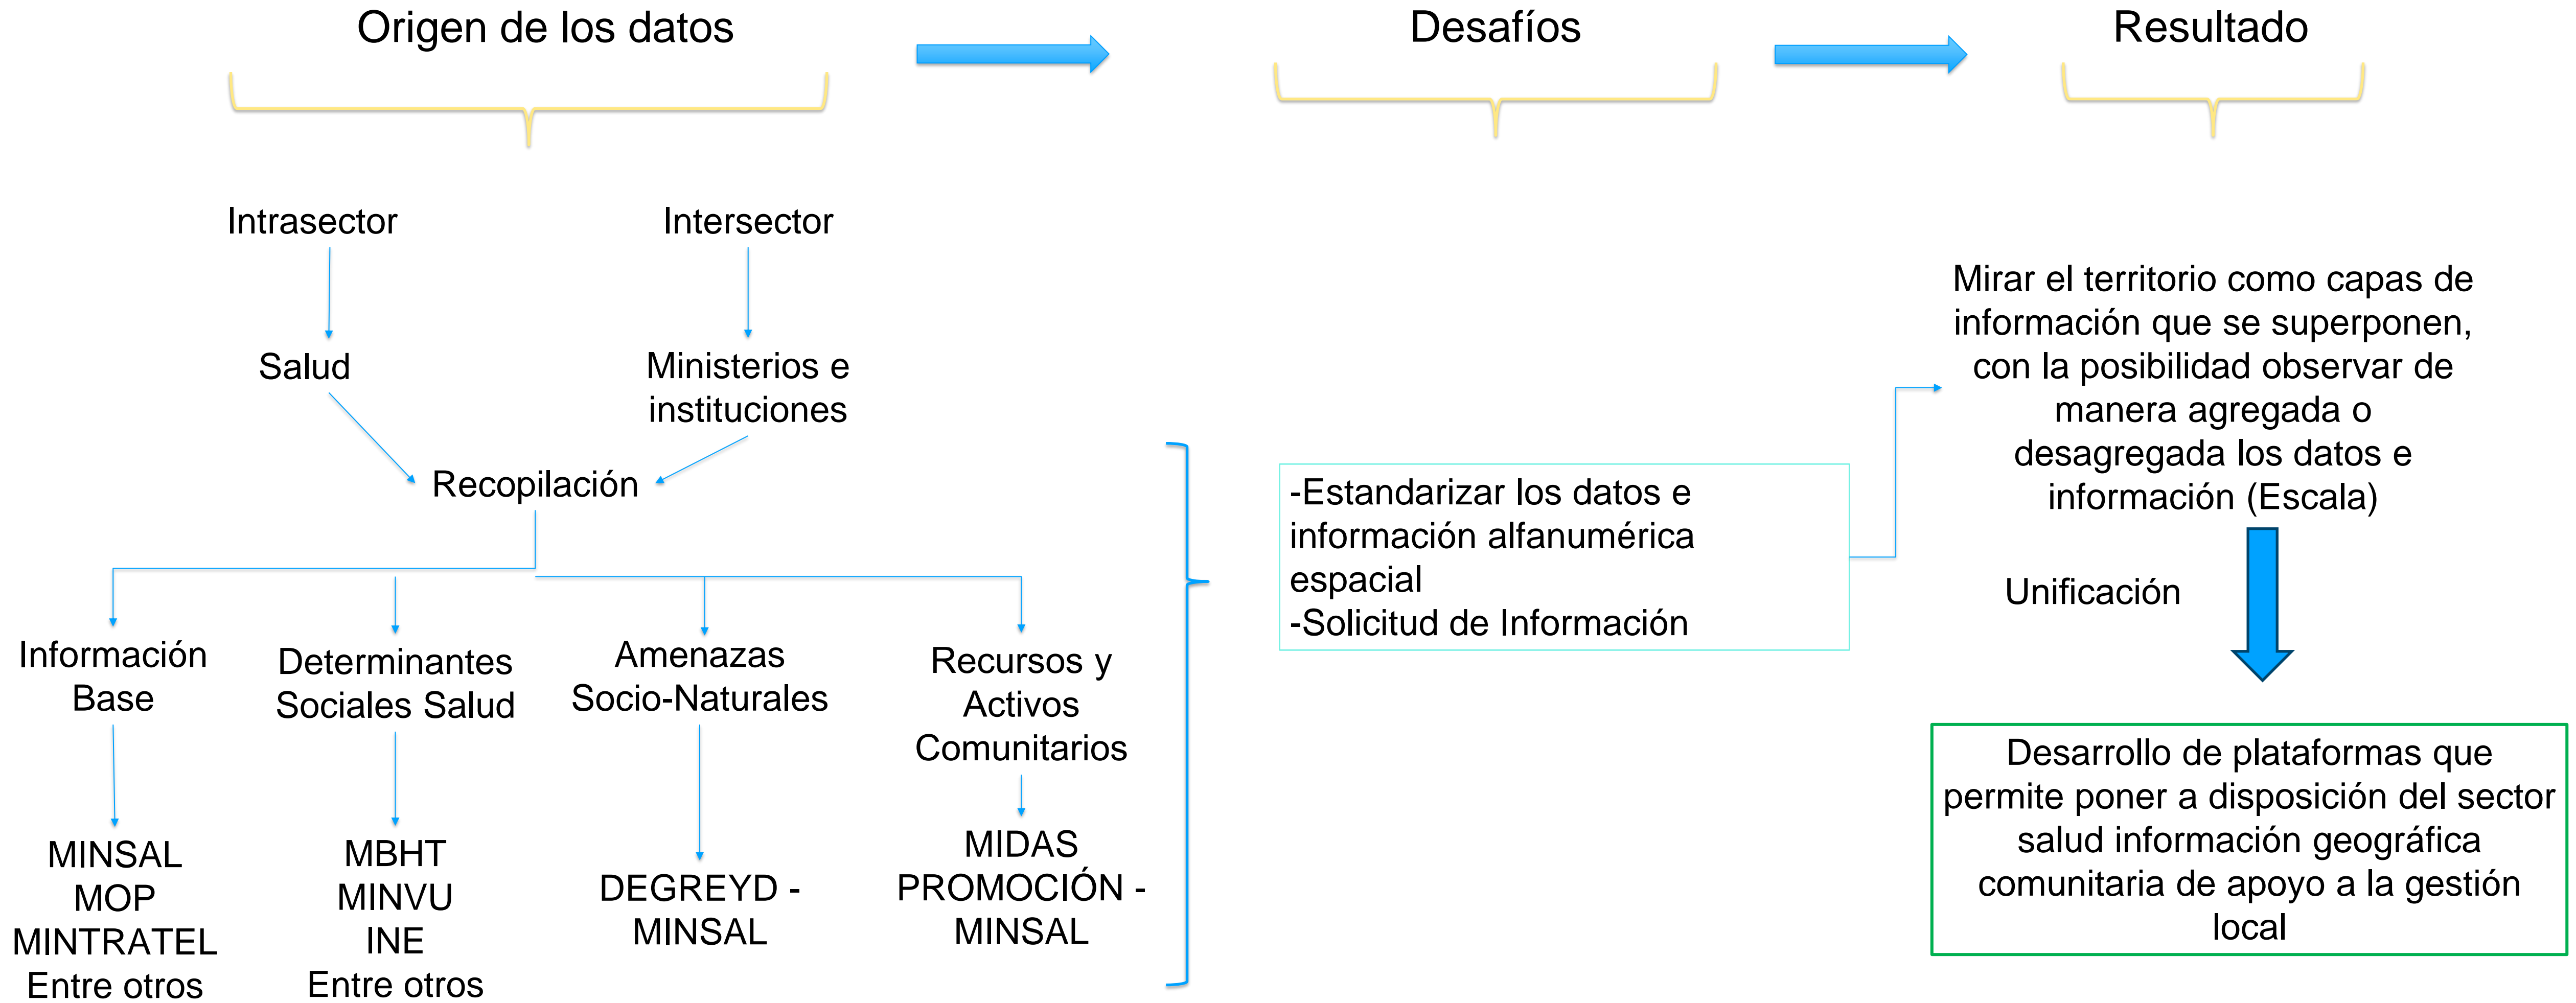 Origen de los datos
Desafíos
Resultado
Intrasector
Intersector
Salud
Ministerios e
instituciones
Recopilación
Información
Base
Determinantes
Sociales Salud
Amenazas
Socio-Naturales
Recursos y
Activos
Comunitarios
MINSAL
MOP
MINTRATEL
Entre otros
MBHT
MINVU
INE
Entre otros
DEGREYD -
MINSAL
MIDAS
PROMOCIÓN -
MINSAL
-Estandarizar los datos e
información alfanumérica
espacial
-Solicitud de Información
Mirar el territorio como capas de
información que se superponen,
con la posibilidad observar de
manera agregada o
desagregada los datos e
información (Escala)
Unificación
Desarrollo de plataformas que
permite poner a disposición del sector
salud información geográfica
comunitaria de apoyo a la gestión
local